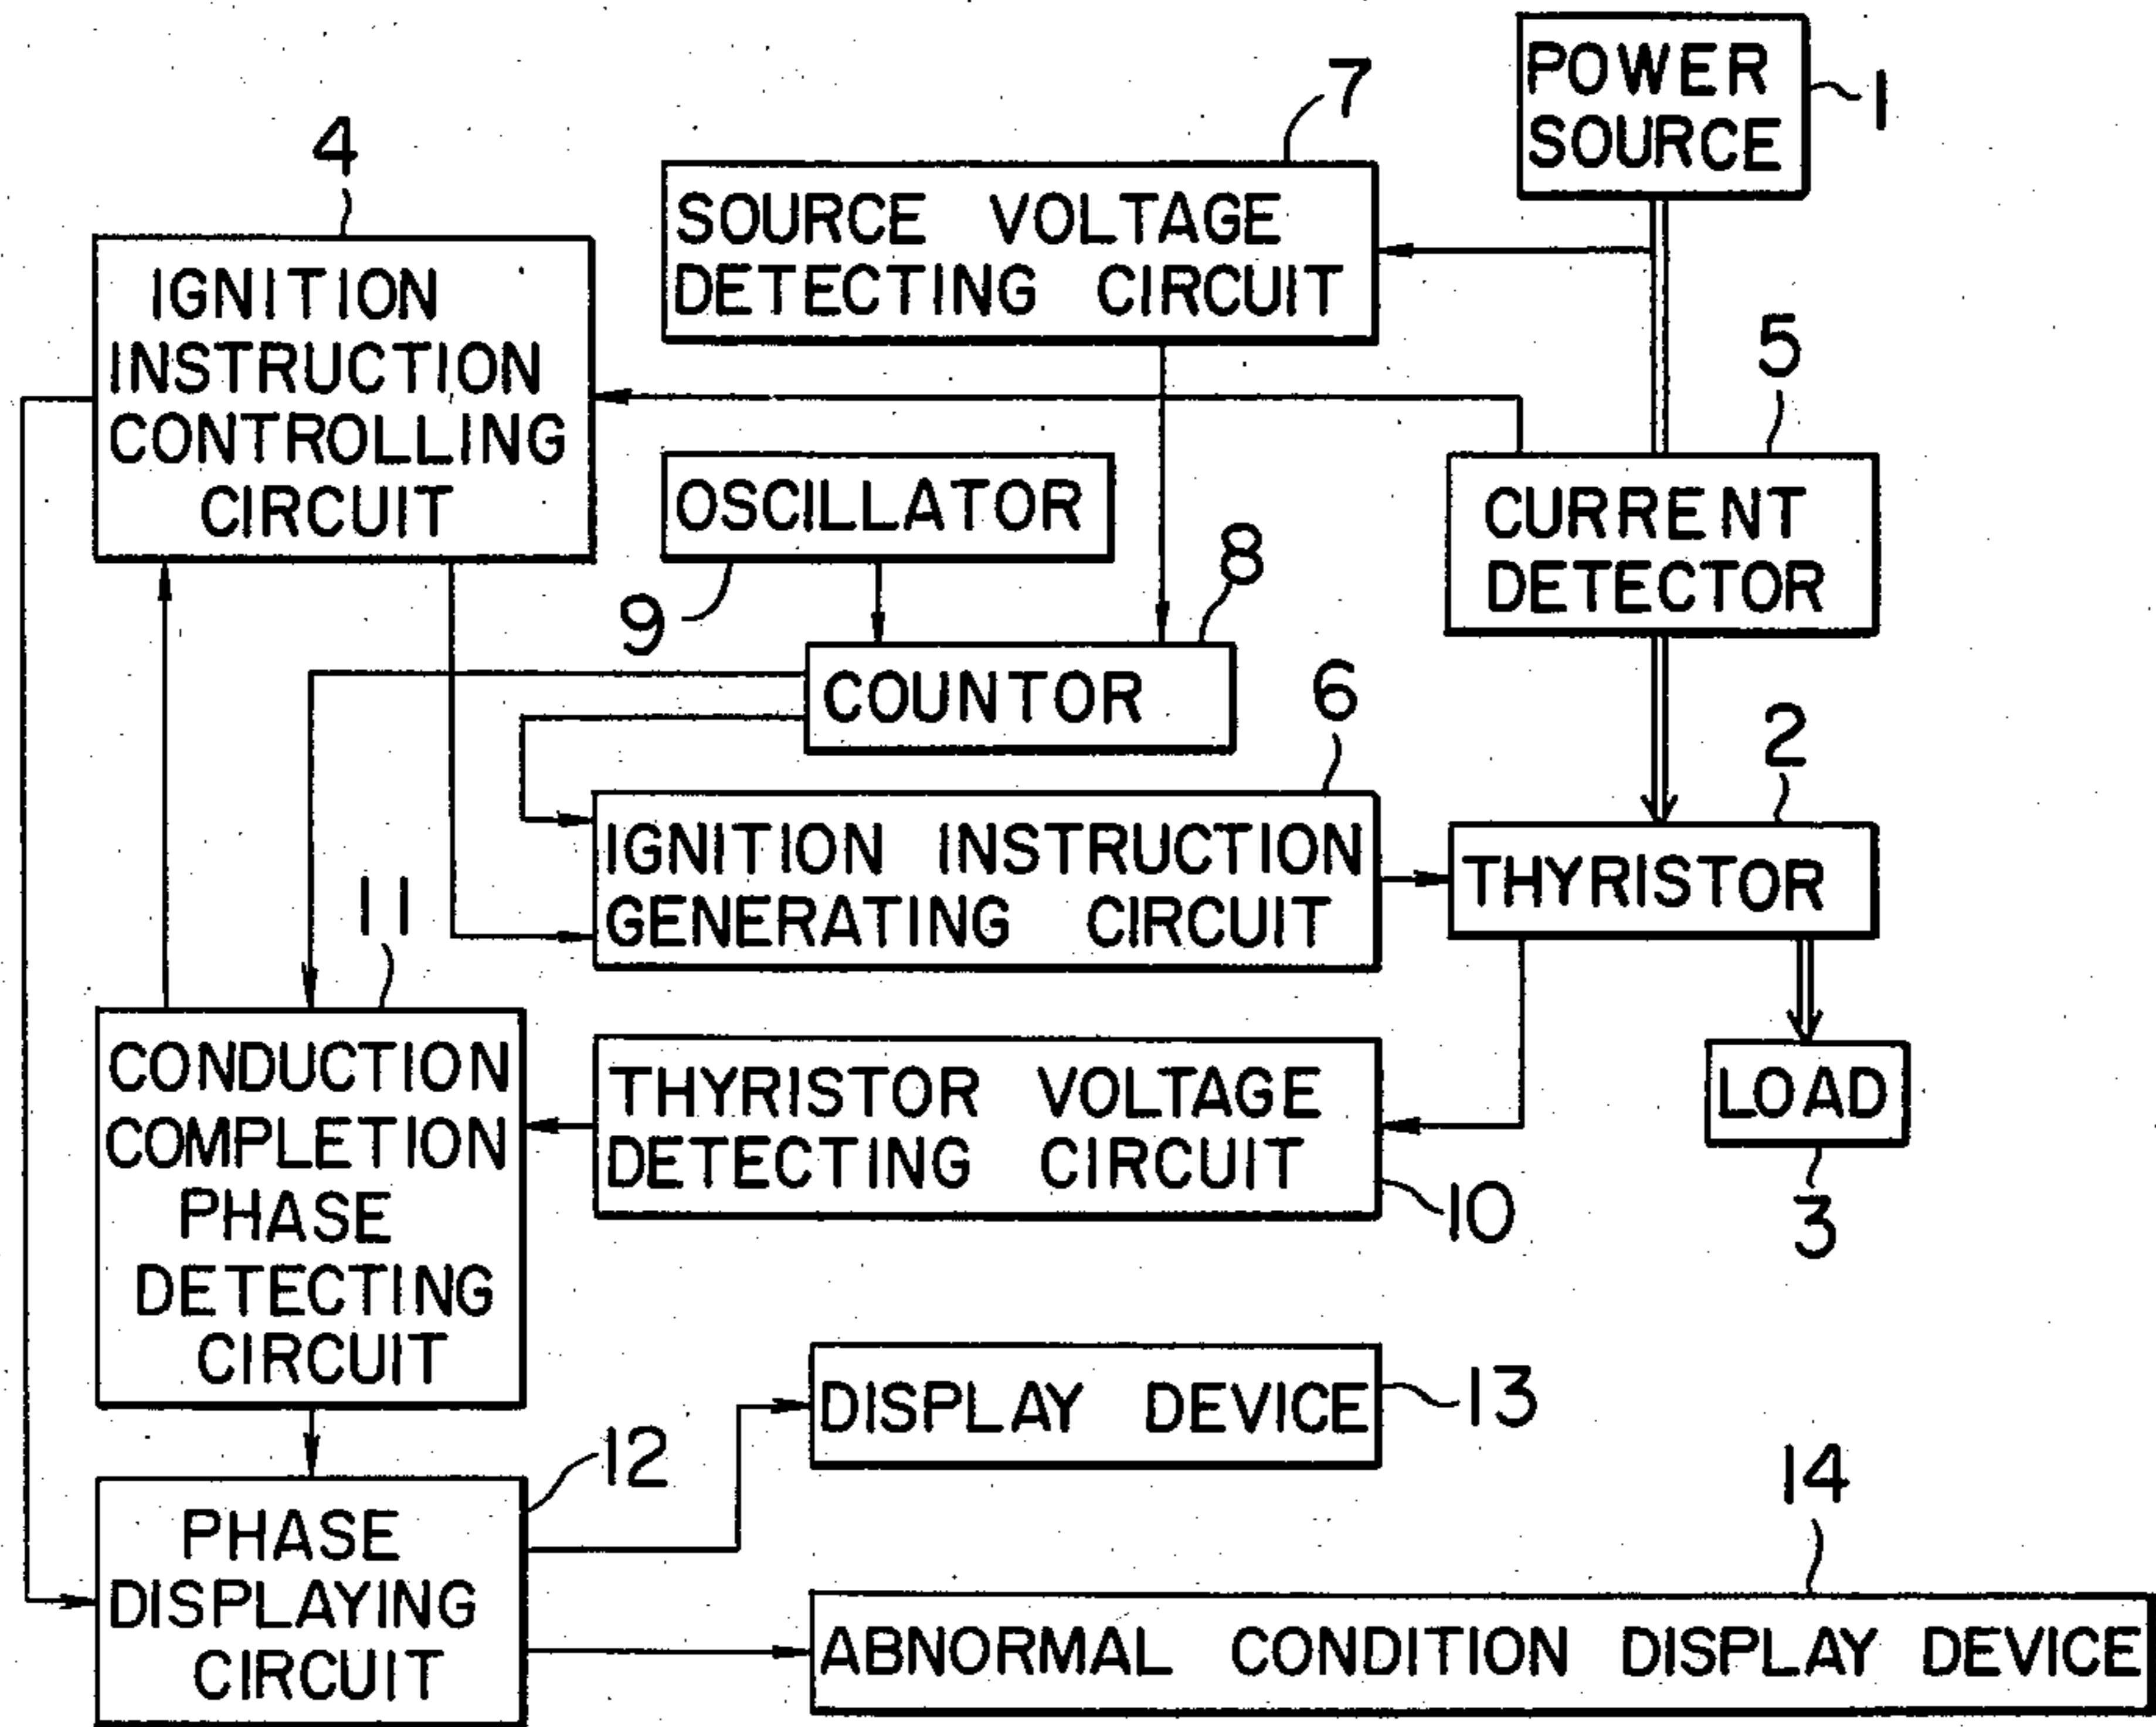 POWER
SOURCE
1
7
SOURCE VOLTAGE
DETECTING CIRCUIT
4
IGNITION
INSTRUCTION
CONTROLLING
CIRCUIT
5
CURRENT
DETECTOR
OSCILLATOR
9
8
COUNTOR
6
IGNITION INSTRUCTION
GENERATING CIRCUIT
2
THYRISTOR
11
CONDUCTION
COMPLETION
PHASE
DETECTING
CIRCUIT
THYRISTOR VOLTAGE
DETECTING CIRCUIT
10
LOAD
3
DISPLAY DEVICE
13
12
PHASE
DISPLAYING
CIRCUIT
14
ABNORMAL CONDITION DISPLAY DEVICE